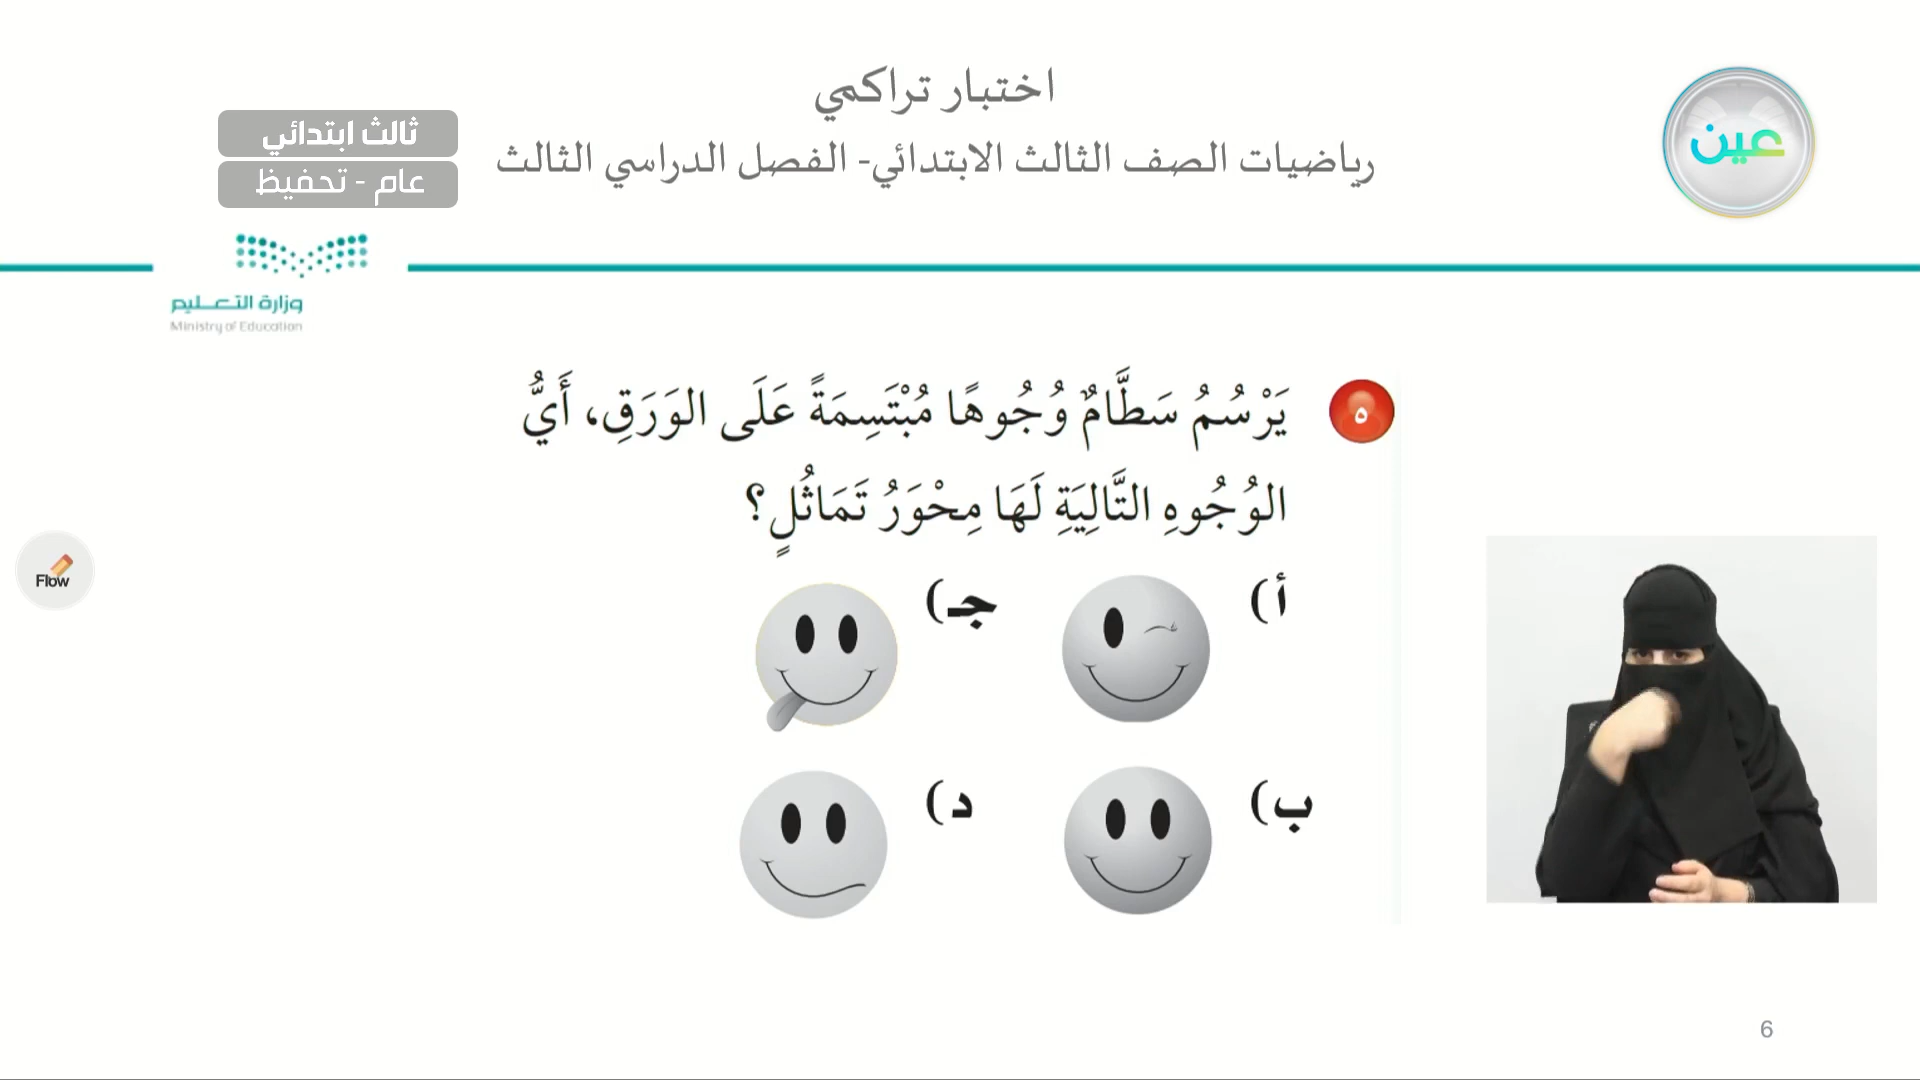 اختبار تراكمي
رياضيات الصف الثالث الابتدائي- الفصل الدراسي الثالث
ثالث ابتدائي
عام - تحفيظ
عين
وزارة التعليم
Ministry of Education
٥ يَرْسُمُ سَطَّامٌ وُجُوهًا مُبْتَسِمَةً عَلَى الوَرَقِ، أَيُّ
الوُجُوهِ التَّالِيَةِ لَهَا مِحْوَرُ تَمَاثُلٍ؟
أ)
جـ)
ب)
د)
Flow
6